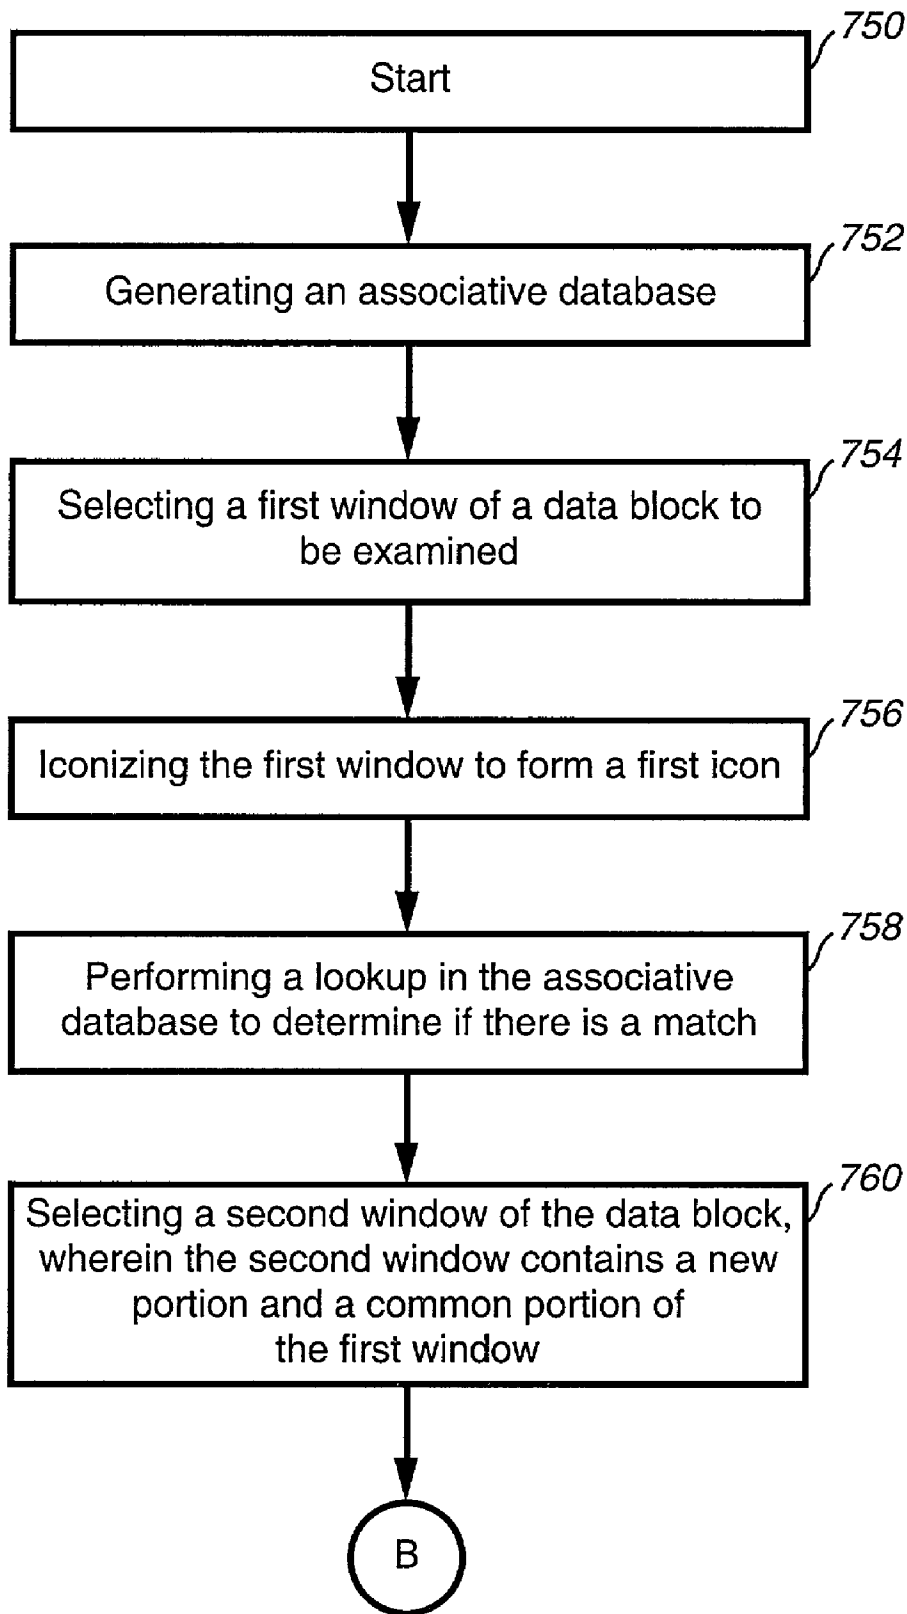 750
Start
752
Generating an associative database
754
Selecting a first window of a data block to
be examined
756
Iconizing the first window to form a first icon
758
Performing a lookup in the associative
database to determine if there is a match
760
Selecting a second window of the data block,
wherein the second window contains a new
portion and a common portion of
the first window
B